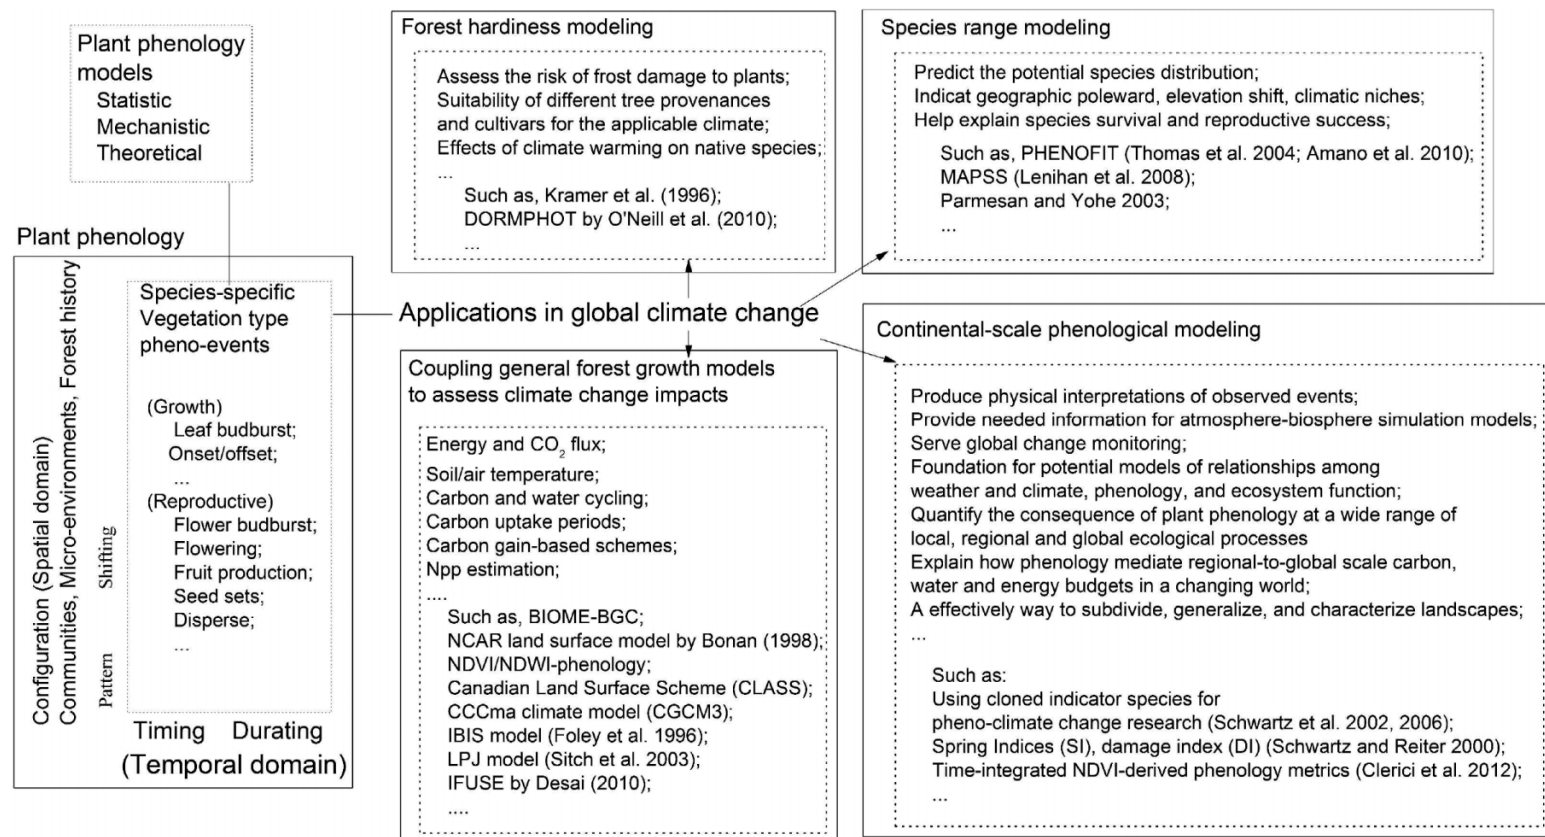 Plant phenology
models
Statistic
Mechanistic
Theoretical
Plant phenology
Configuration (Spatial domain)
Communities, Micro-environments, Forest history
Pattern Shifting
Species-specific
Vegetation type
pheno-events
(Growth)
Leaf budburst;
Onset/offset;
...
(Reproductive)
Flower budburst;
Flowering;
Fruit production;
Seed sets;
Disperse;
...
Timing Durating
(Temporal domain)
Forest hardiness modeling
Assess the risk of frost damage to plants;
Suitability of different tree provenances
and cultivars for the applicable climate;
Effects of climate warming on native species;
...
Such as, Kramer et al. (1996);
DORMPHOT by O'Neill et al. (2010);
...
Applications in global climate change
Coupling general forest growth models
to assess climate change impacts
Energy and CO₂ flux;
Soil/air temperature;
Carbon and water cycling;
Carbon uptake periods;
Carbon gain-based schemes;
Npp estimation;
....
Such as, BIOME-BGC;
NCAR land surface model by Bonan (1998);
NDVI/NDWI-phenology;
Canadian Land Surface Scheme (CLASS);
CCCma climate model (CGCM3);
IBIS model (Foley et al. 1996);
LPJ model (Sitch et al. 2003);
IFUSE by Desai (2010);
....
Species range modeling
Predict the potential species distribution;
Indicat geographic poleward, elevation shift, climatic niches;
Help explain species survival and reproductive success;
Such as, PHENOFIT (Thomas et al. 2004; Amano et al. 2010);
MAPSS (Lenihan et al. 2008);
Parmesan and Yohe 2003;
...
Continental-scale phenological modeling
Produce physical interpretations of observed events;
Provide needed information for atmosphere-biosphere simulation models;
Serve global change monitoring;
Foundation for potential models of relationships among
weather and climate, phenology, and ecosystem function;
Quantify the consequence of plant phenology at a wide range of
local, regional and global ecological processes
Explain how phenology mediate regional-to-global scale carbon,
water and energy budgets in a changing world;
A effectively way to subdivide, generalize, and characterize landscapes;
...
Such as:
Using cloned indicator species for
pheno-climate change research (Schwartz et al. 2002, 2006);
Spring Indices (SI), damage index (DI) (Schwartz and Reiter 2000);
Time-integrated NDVI-derived phenology metrics (Clerici et al. 2012);
...